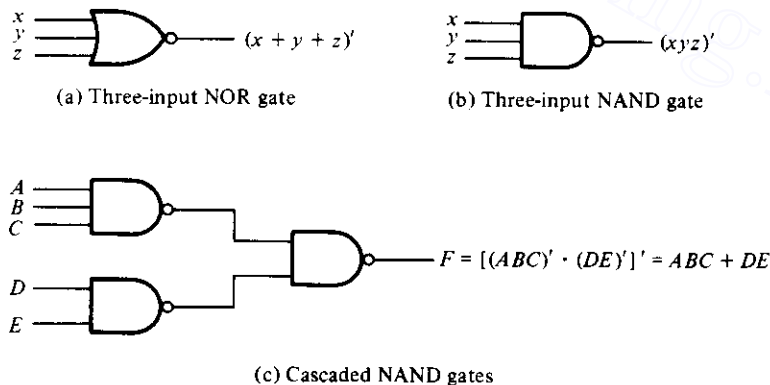 x
y
z
(x + y + z)′
(a) Three-input NOR gate
x
y
z
(xyz)′
(b) Three-input NAND gate
A
B
C
D
E
F = [(ABC)′ · (DE)′]′ = ABC + DE
(c) Cascaded NAND gates